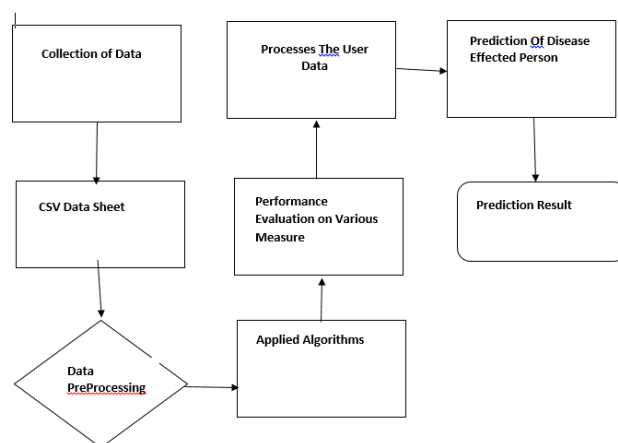 Collection of Data
CSV Data Sheet
Data
PreProcessing
Applied Algorithms
Performance
Evaluation on Various
Measure
Processes The User
Data
Prediction Of Disease
Effected Person
Prediction Result